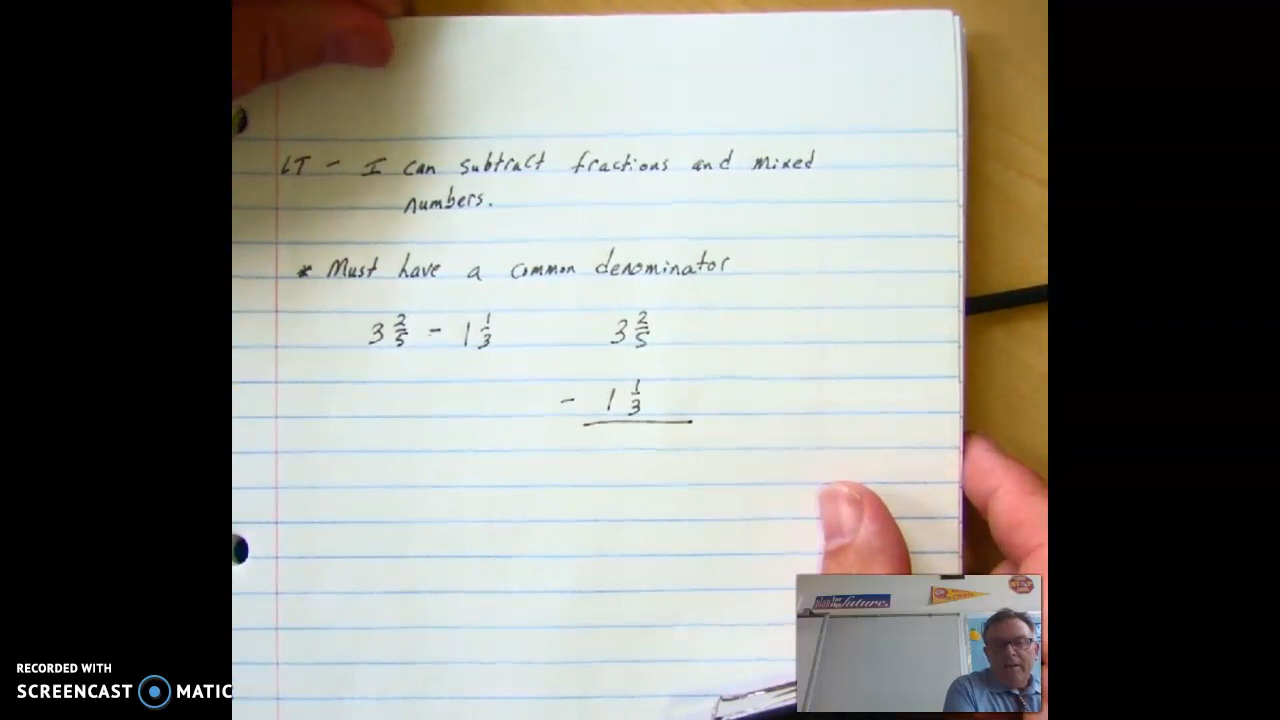 LT - I can subtract fractions and mixed
numbers.
* Must have a common denominator
3 2/5 - 1 1/3    3 2/5
- 1 1/3
future.
RECORDED WITH
SCREENCAST MATIC